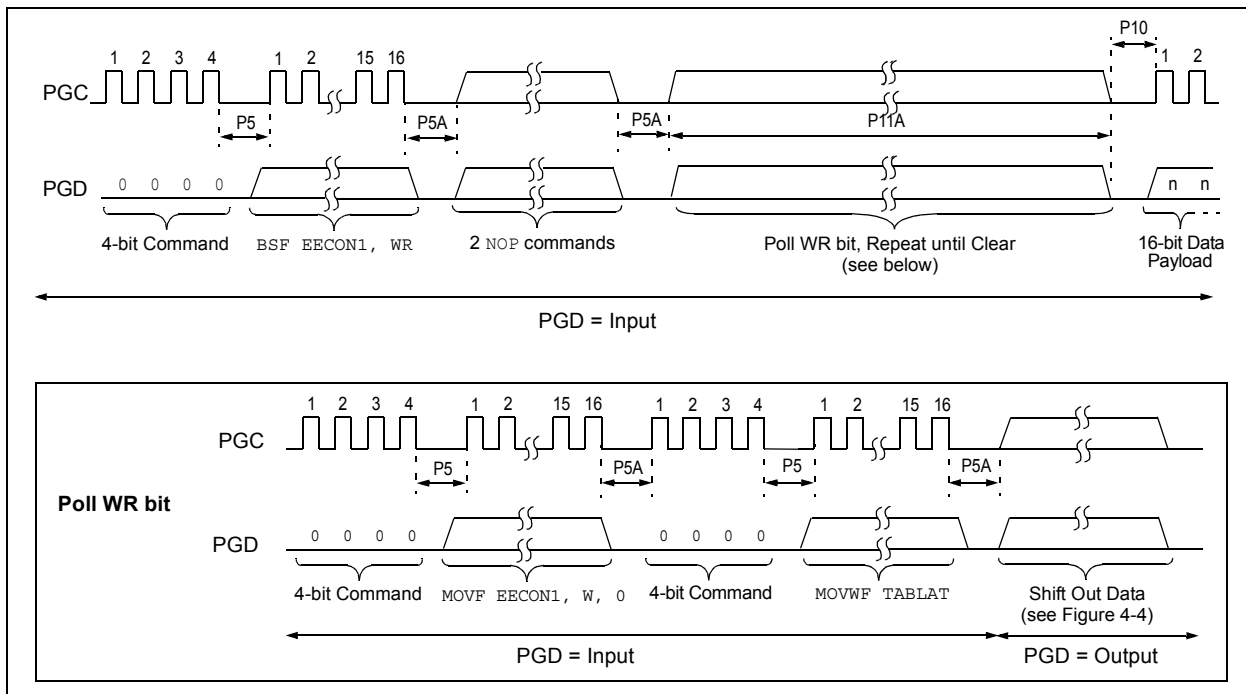 P10
1 2 3 4 1 2 15 16 1 2
PGC
P5 P5A P5A P11A
PGD
0 0 0 0 n n
4-bit Command BSF EECON1, WR 2 NOP commands Poll WR bit, Repeat until Clear 16-bit Data
(see below) Payload
PGD = Input
1 2 3 4 1 2 15 16 1 2 3 4 1 2 15 16
PGC
P5 P5A P5 P5A
Poll WR bit
PGD
0 0 0 0 0 0 0 0
4-bit Command MOVF EECON1, W, 0 4-bit Command MOVWF TABLAT Shift Out Data
(see Figure 4-4)
PGD = Input PGD = Output